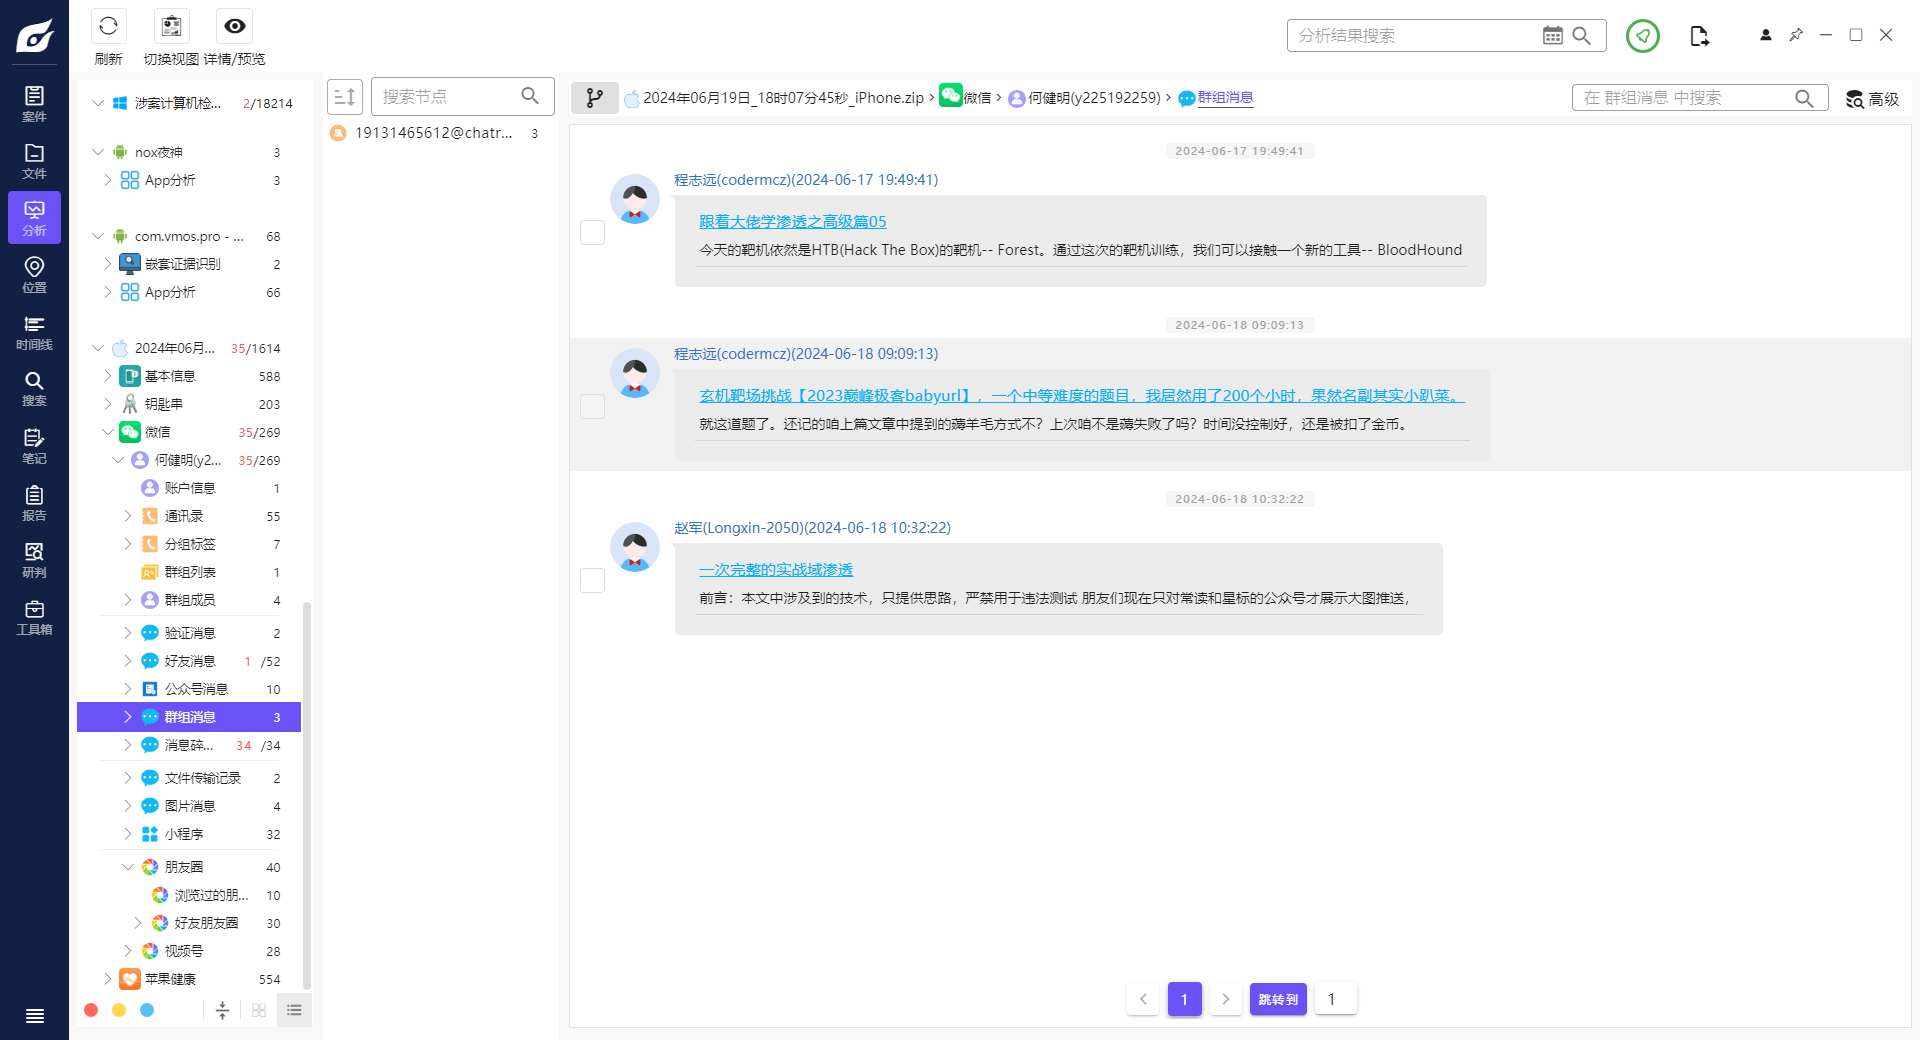 刷新
切换视图
详情/预览
分析结果搜索
案件
文件
分析
位置
时间线
搜索
笔记
报告
研判
工具箱
涉案计算机检... 2/18214
nox夜神 3
App分析 3
com.vmos.pro - ... 68
嵌套证据识别 2
App分析 66
2024年06月... 35/1614
基本信息 588
钥匙串 203
微信 35/269
何健明(y2... 35/269
账户信息 1
通讯录 55
分组标签 7
群组列表 1
群组成员 4
验证消息 2
好友消息 1 /52
公众号消息 10
群组消息 3
消息碎... 34 /34
文件传输记录 2
图片消息 4
小程序 32
朋友圈 40
浏览过的朋... 10
好友朋友圈 30
视频号 28
苹果健康 554
搜索节点
19131465612@chatr... 3
2024年06月19日_18时07分45秒_iPhone.zip › 微信 › 何健明(y225192259) › 群组消息
在 群组消息 中搜索
高级
2024-06-17 19:49:41
程志远(codermcz)(2024-06-17 19:49:41)
跟着大佬学渗透之高级篇05
今天的靶机依然是HTB(Hack The Box)的靶机-- Forest。通过这次的靶机训练，我们可以接触一个新的工具-- BloodHound
2024-06-18 09:09:13
程志远(codermcz)(2024-06-18 09:09:13)
玄机靶场挑战【2023巅峰极客babyurl】，一个中等难度的题目，我居然用了200个小时，果然名副其实小趴菜。
就这道题了。还记的咱上篇文章中提到的薅羊毛方式不？上次咱不是薅失败了吗？时间没控制好，还是被扣了金币。
2024-06-18 10:32:22
赵军(Longxin-2050)(2024-06-18 10:32:22)
一次完整的实战域渗透
前言：本文中涉及到的技术，只提供思路，严禁用于违法测试 朋友们现在只对常读和星标的公众号才展示大图推送，
1
跳转到
1